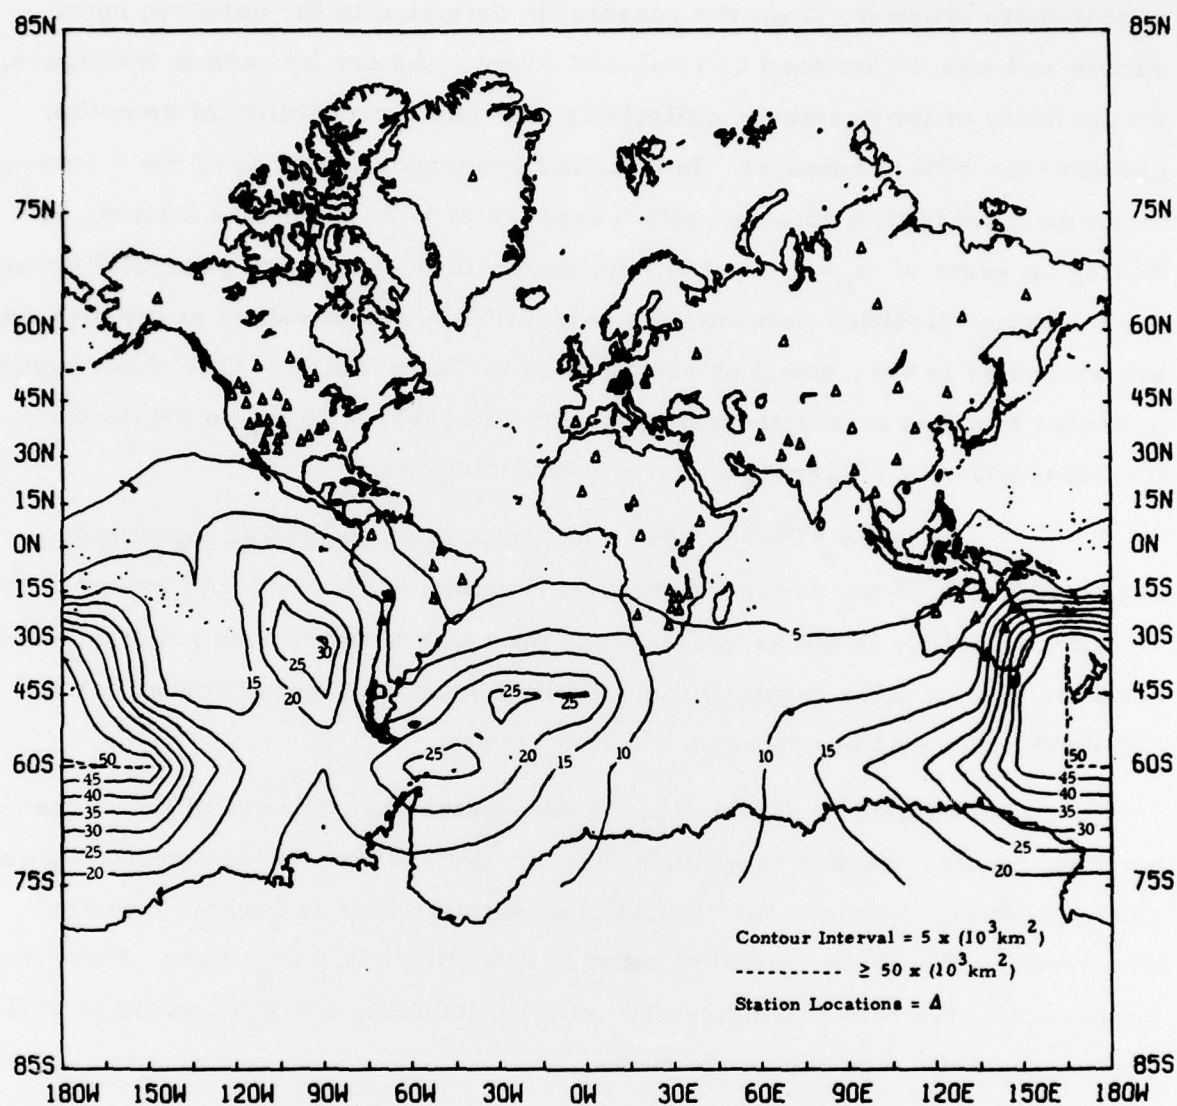 85N 85N
75N 75N
60N 60N
45N 45N
30N 30N
15N 15N
0N 0N
15S 15S
5
30S 30S
30
25 25
15 20 25 25
45S 45S
10
50 25 20 15 10 15 50
60S 60S
45 45
40 40
35 35
30 30
25 25
20 20
75S 75S
Contour Interval = 5 x (10³km²)
------------ ≥ 50 x (10³km²)
Station Locations = Δ
85S 85S
180W 150W 120W 90W 60W 30W 0E 30E 60E 90E 120E 150E 180W